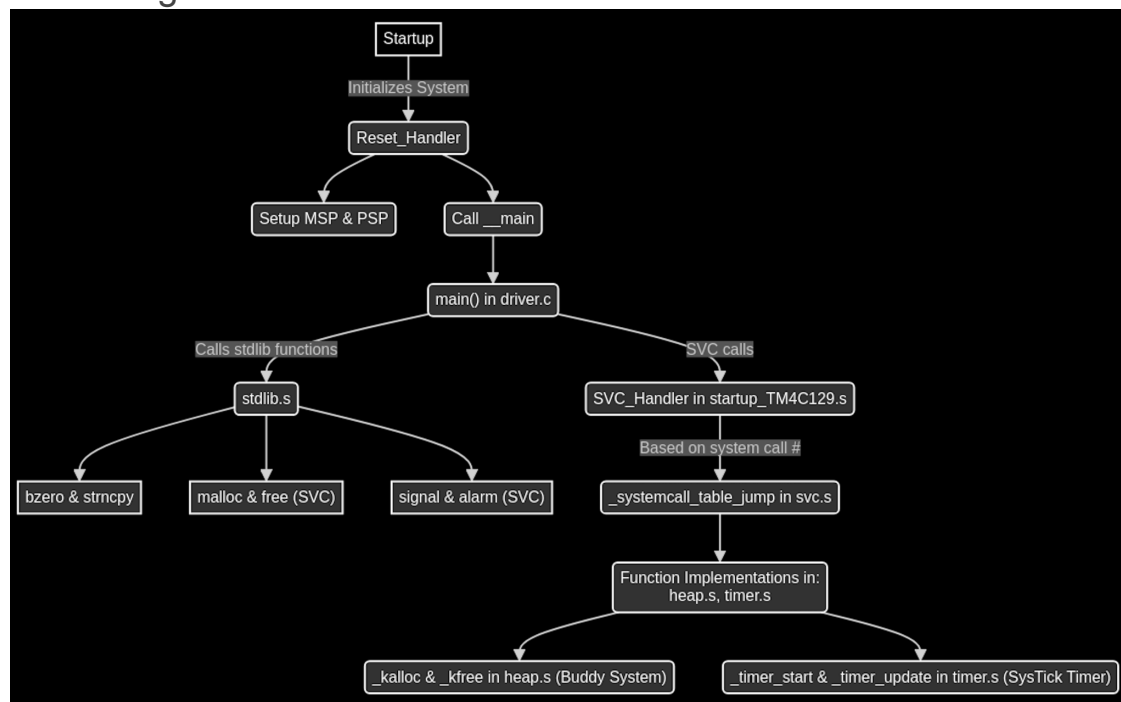 Startup
Initializes System
Reset_Handler
Setup MSP & PSP
Call __main
main() in driver.c
Calls stdlib functions
SVC calls
stdlib.s
SVC_Handler in startup_TM4C129.s
Based on system call #
bzero & strncpy
malloc & free (SVC)
signal & alarm (SVC)
_systemcall_table_jump in svc.s
Function Implementations in:
heap.s, timer.s
_kalloc & _kfree in heap.s (Buddy System)
_timer_start & _timer_update in timer.s (SysTick Timer)